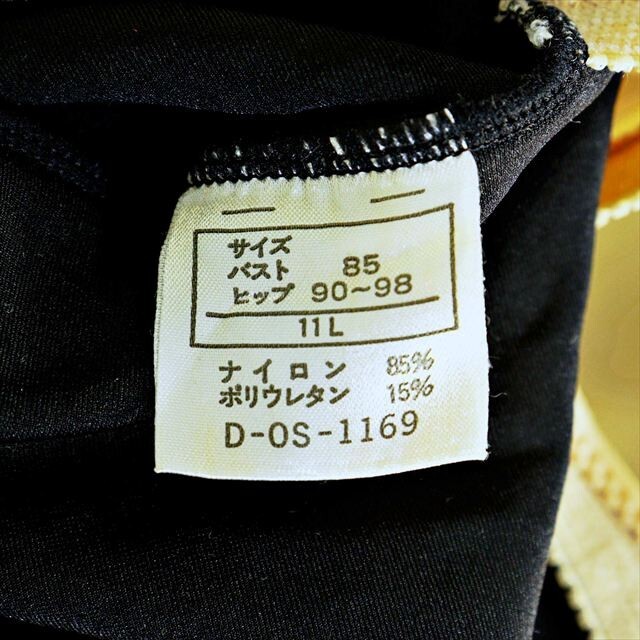 サイズ
バスト 85
ヒップ 90~98
11L
ナイロン 85%
ポリウレタン 15%
D-OS-1169